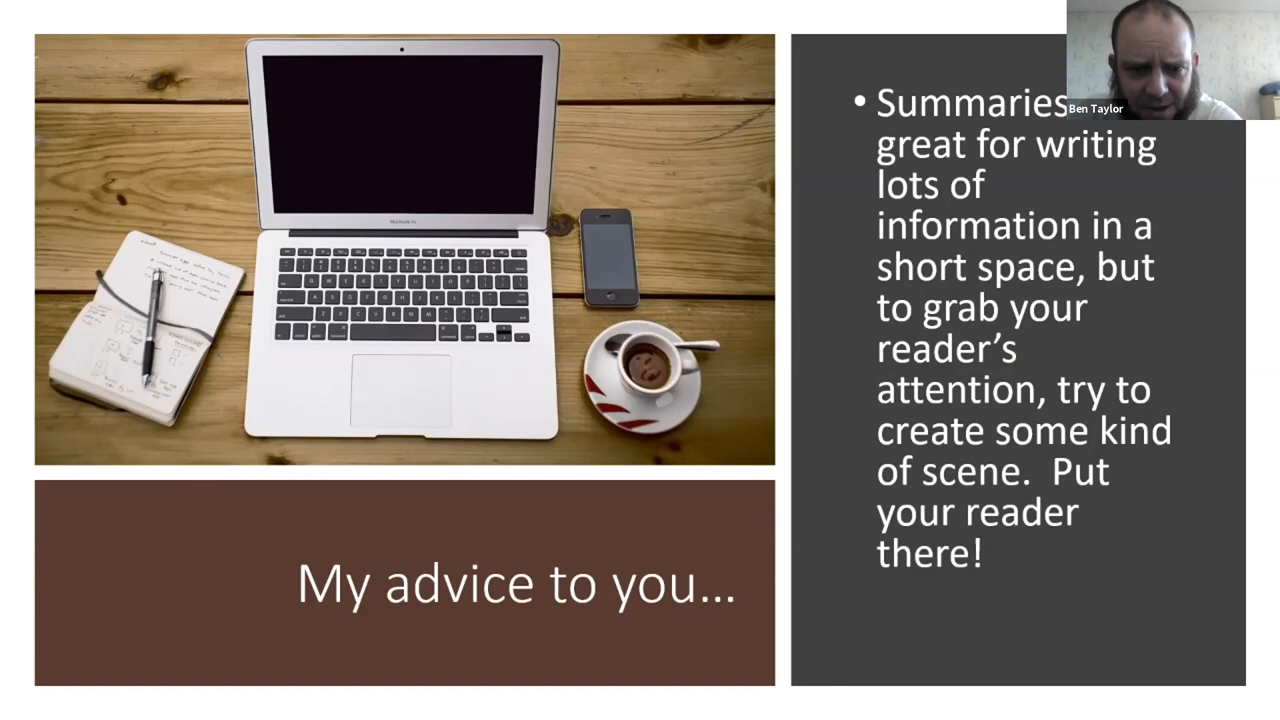 Ben Taylor
• Summaries
great for writing
lots of
information in a
short space, but
to grab your
reader’s
attention, try to
create some kind
of scene.  Put
your reader
there!
My advice to you…